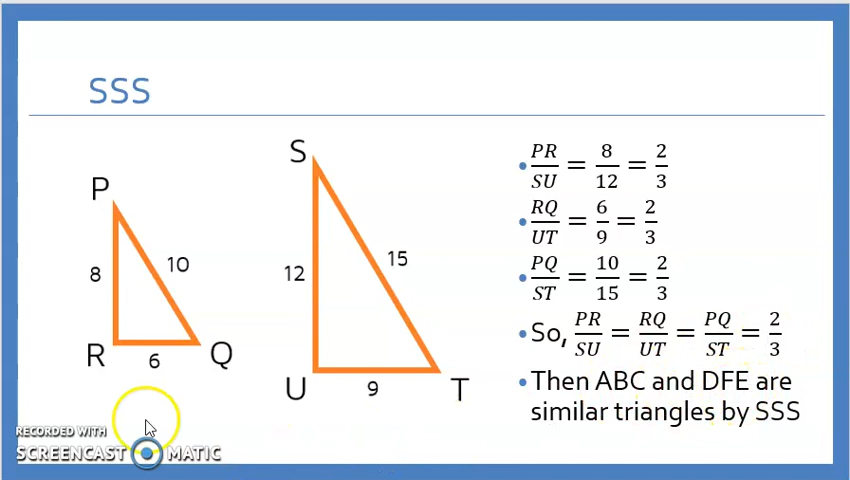 SSS
P
8
10
R
6
Q
S
12
15
U
9
T
• PR/SU = 8/12 = 2/3
• RQ/UT = 6/9 = 2/3
• PQ/ST = 10/15 = 2/3
• So, PR/SU = RQ/UT = PQ/ST = 2/3
• Then ABC and DFE are
similar triangles by SSS
RECORDED WITH
SCREENCAST MATIC